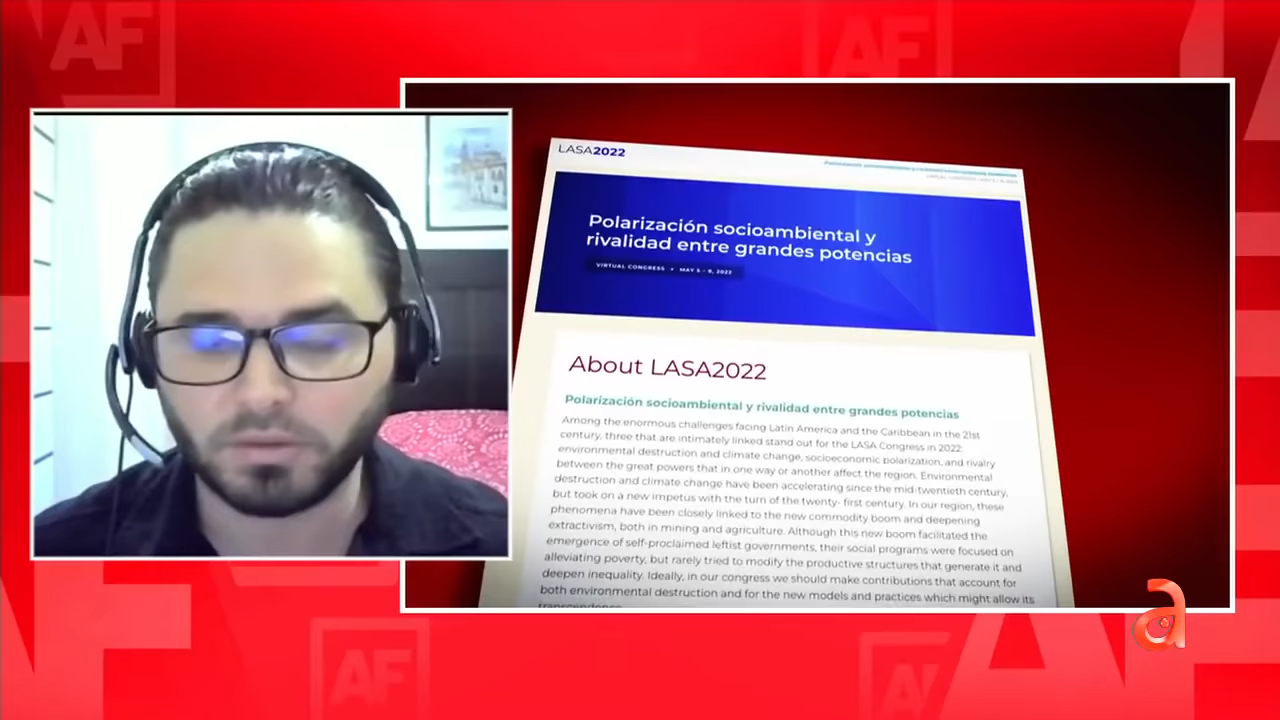 AF
AF
LASA2022
Polarización socioambiental y
rivalidad entre grandes potencias
VIRTUAL CONGRESS • MAY 5 - 8, 2022
About LASA2022
Polarización socioambiental y rivalidad entre grandes potencias
Among the enormous challenges facing Latin America and the Caribbean in the 21st
century, three that are intimately linked stand out for the LASA Congress in 2022:
environmental destruction and climate change, socioeconomic polarization, and rivalry
between the great powers that in one way or another affect the region. Environmental
destruction and climate change have been accelerating since the mid-twentieth century,
but took on a new impetus with the turn of the twenty- first century. In our region, these
phenomena have been closely linked to the new commodity boom and deepening
extractivism, both in mining and agriculture. Although this new boom facilitated the
emergence of self-proclaimed leftist governments, their social programs were focused on
alleviating poverty, but rarely tried to modify the productive structures that generate it and
deepen inequality. Ideally, in our congress we should make contributions that account for
both environmental destruction and for the new models and practices which might allow its
a
AF
AF